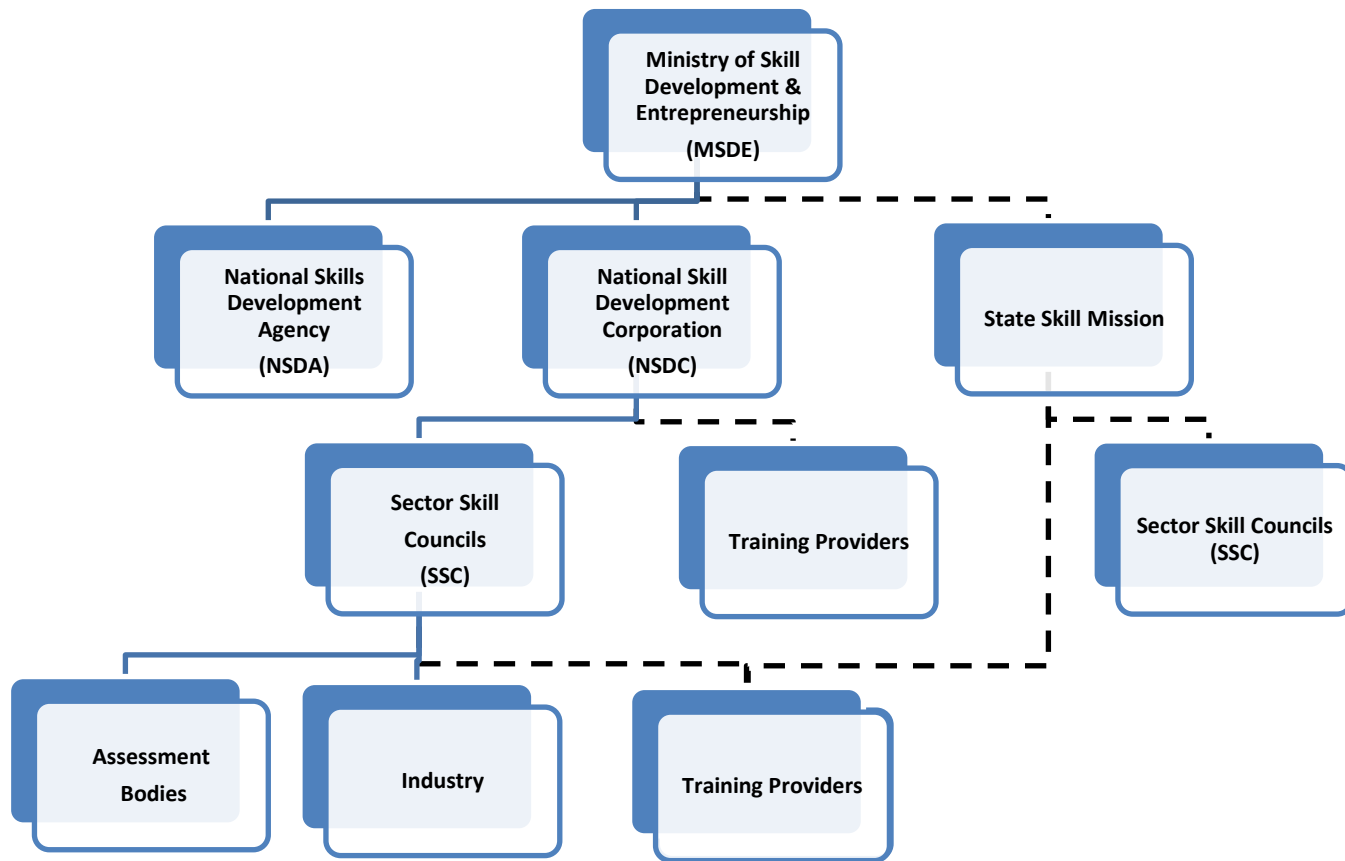 Ministry of Skill
Development &
Entrepreneurship
(MSDE)
National Skills
Development
Agency
(NSDA)
National Skill
Development
Corporation
(NSDC)
State Skill Mission
Sector Skill
Councils
(SSC)
Training Providers
Sector Skill Councils
(SSC)
Assessment
Bodies
Industry
Training Providers